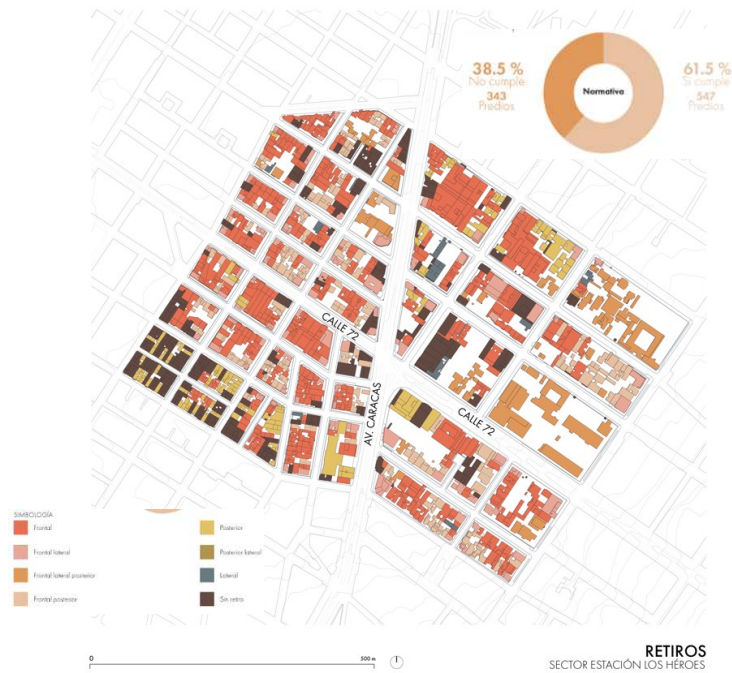 38.5 %
No cumple
343
Predios
Normativa
61.5 %
Si cumple
547
Predios
CALLE 72
AV. CARACAS
CALLE 72
SIMBOLOGÍA
Frontal
Frontal lateral
Frontal lateral posterior
Frontal posterior
Posterior
Posterior lateral
Lateral
Sin retiro
0
500 m
RETIROS
SECTOR ESTACIÓN LOS HÉROES